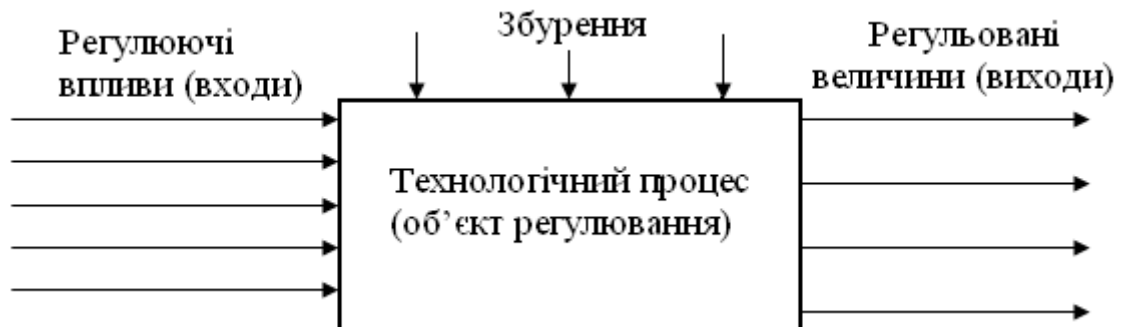 Регулюючі
впливи (входи)
Збурення
Регульовані
величини (виходи)
Технологічний процес
(об’єкт регулювання)